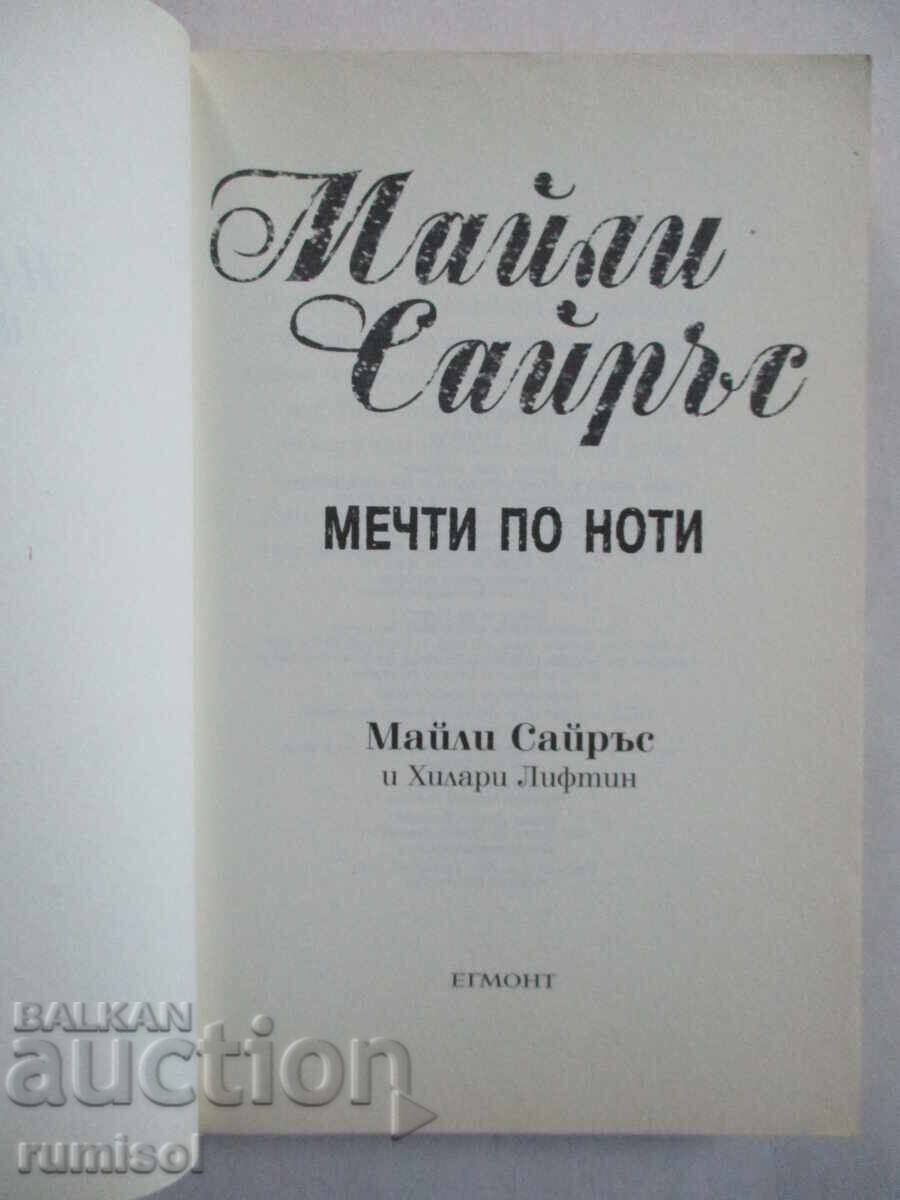 Майли
Сайръс
МЕЧТИ ПО НОТИ
Майли Сайръс
и Хилари Лифтин
ЕГМОНТ
BALKAN
auction
rumisol